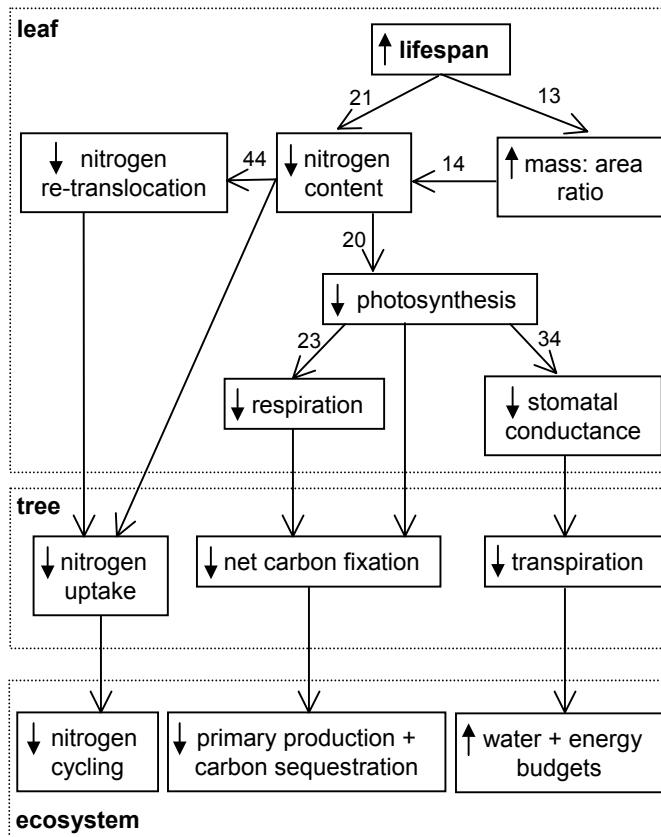 leaf
lifespan
21
13
nitrogen
re-translocation
44
nitrogen
content
14
mass: area
ratio
20
photosynthesis
23
34
respiration
stomatal
conductance
tree
nitrogen
uptake
net carbon fixation
transpiration
nitrogen
cycling
primary production +
carbon sequestration
water + energy
budgets
ecosystem